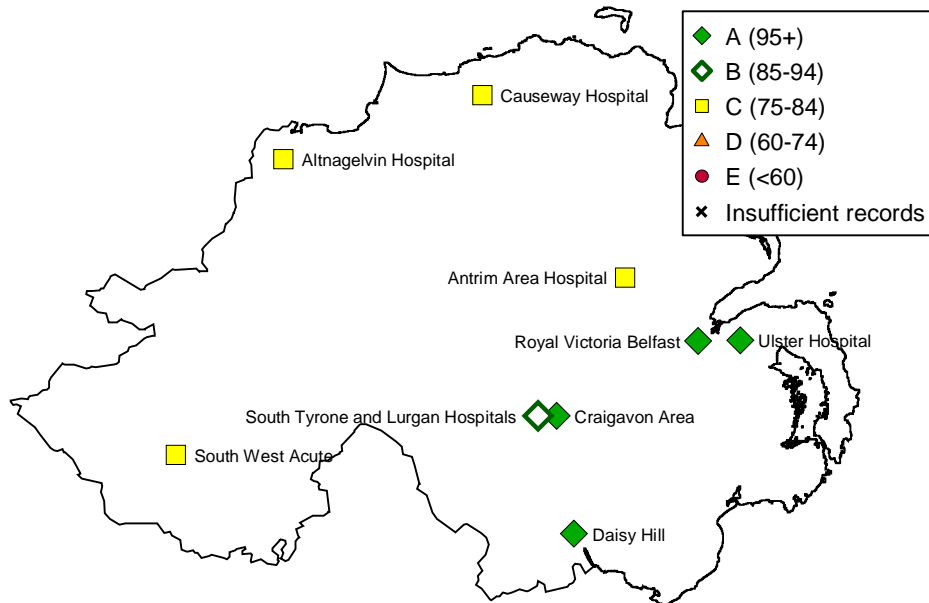 A (95+)
B (85-94)
C (75-84)
D (60-74)
E (<60)
Insufficient records
Causeway Hospital
Altnagelvin Hospital
Antrim Area Hospital
Royal Victoria Belfast
Ulster Hospital
South Tyrone and Lurgan Hospitals
Craigavon Area
South West Acute
Daisy Hill